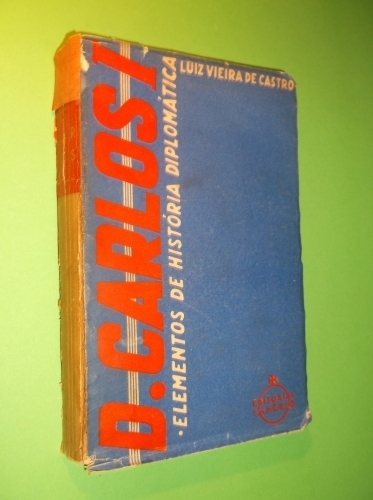 LUIZ VIEIRA DE CASTRO
D. CARLOS I
• ELEMENTOS DE HISTÓRIA DIPLOMÁTICA